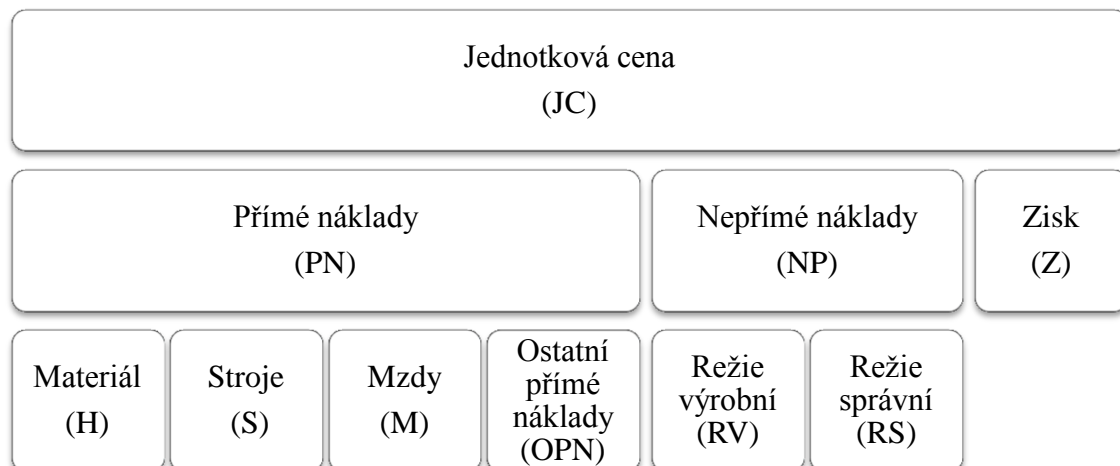 Jednotková cena
(JC)
Přímé náklady
(PN)
Nepřímé náklady
(NP)
Zisk
(Z)
Materiál
(H)
Stroje
(S)
Mzdy
(M)
Ostatní
přímé
náklady
(OPN)
Režie
výrobní
(RV)
Režie
správní
(RS)